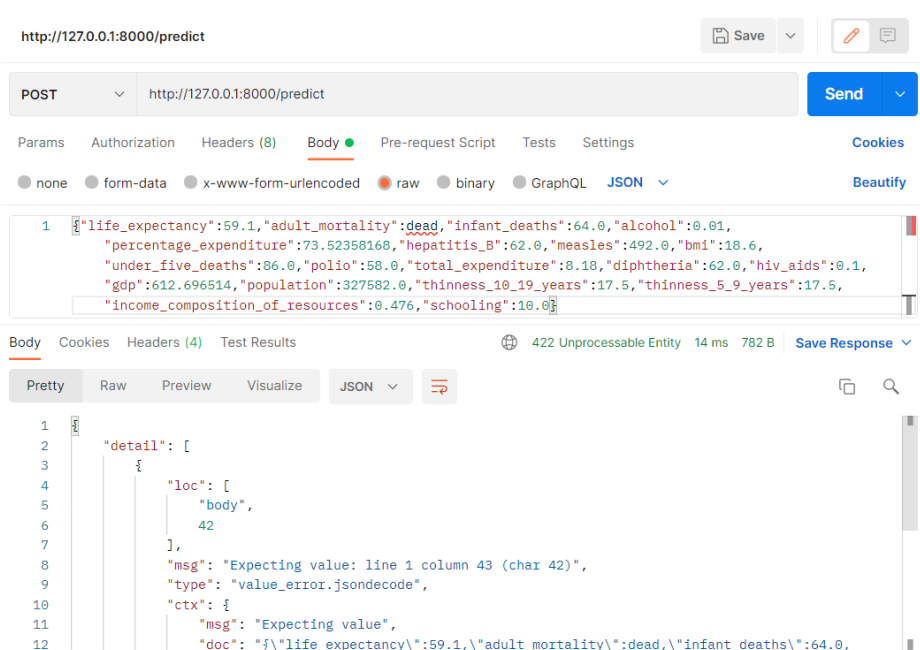 http://127.0.0.1:8000/predict
Save
POST
http://127.0.0.1:8000/predict
Send
Params Authorization Headers (8) Body Pre-request Script Tests Settings Cookies
none form-data x-www-form-urlencoded raw binary GraphQL JSON Beautify
1 {"life_expectancy":59.1,"adult_mortality":dead,"infant_deaths":64.0,"alcohol":0.01,
"percentage_expenditure":73.52358168,"hepatitis_B":62.0,"measles":492.0,"bmi":18.6,
"under_five_deaths":86.0,"polio":58.0,"total_expenditure":8.18,"diphtheria":62.0,"hiv_aids":0.1,
"gdp":612.696514,"population":327582.0,"thinness_10_19_years":17.5,"thinness_5_9_years":17.5,
"income_composition_of_resources":0.476,"schooling":10.0}
Body Cookies Headers (4) Test Results 422 Unprocessable Entity 14 ms 782 B Save Response
Pretty Raw Preview Visualize JSON
1 {
2 "detail": [
3 {
4 "loc": [
5 "body",
6 42
7 ],
8 "msg": "Expecting value: line 1 column 43 (char 42)",
9 "type": "value_error.jsondecode",
10 "ctx": {
11 "msg": "Expecting value",
12 "doc": "{\"life_expectancy\":59.1,\"adult_mortality\":dead,\"infant_deaths\":64.0,